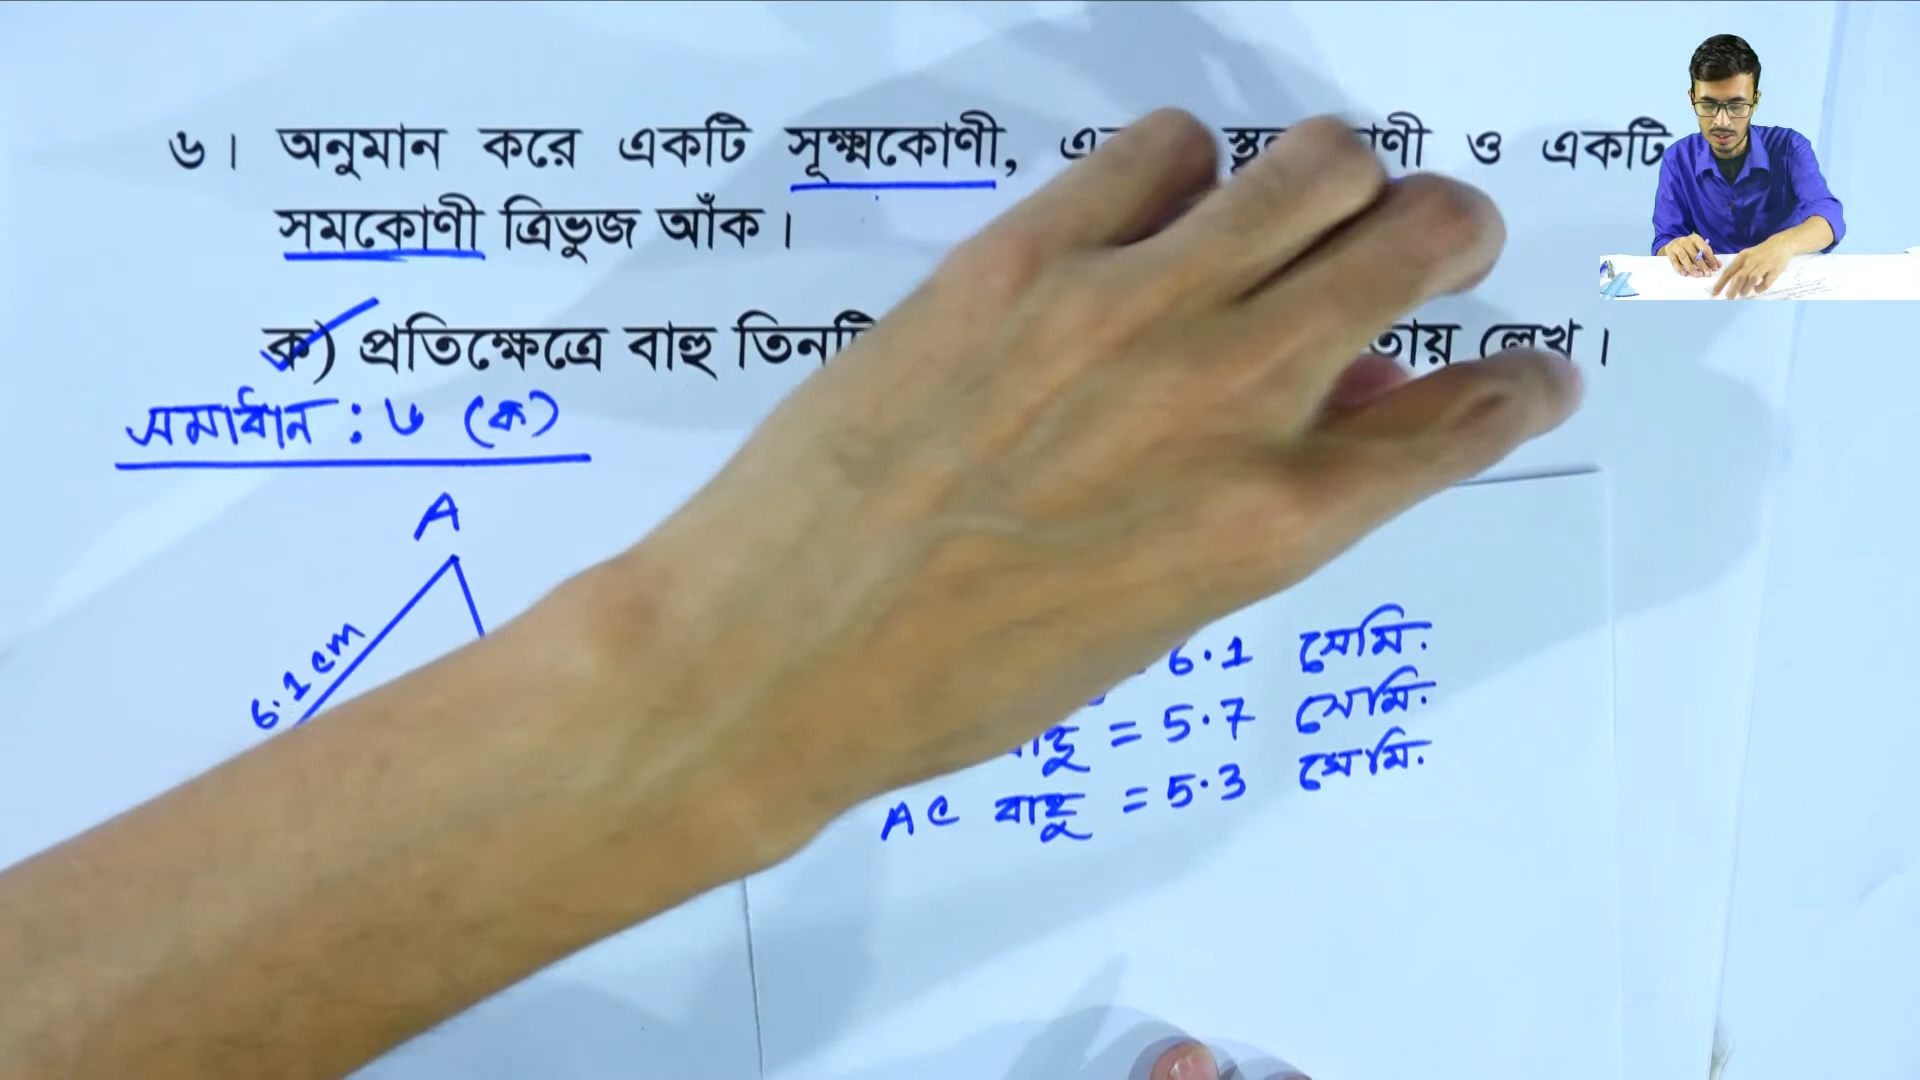 ৬। অনুমান করে একটি সূক্ষ্মকোণী, ও একটি
সমকোণী ত্রিভুজ আঁক।
ক) প্রতিক্ষেত্রে বাহু তিনটি লেখ।
সমাধান : ৬ (ক)
A
6.1 cm
6.1 সেমি.
বাহু = 5.7 সেমি.
AC বাহু = 5.3 সেমি.